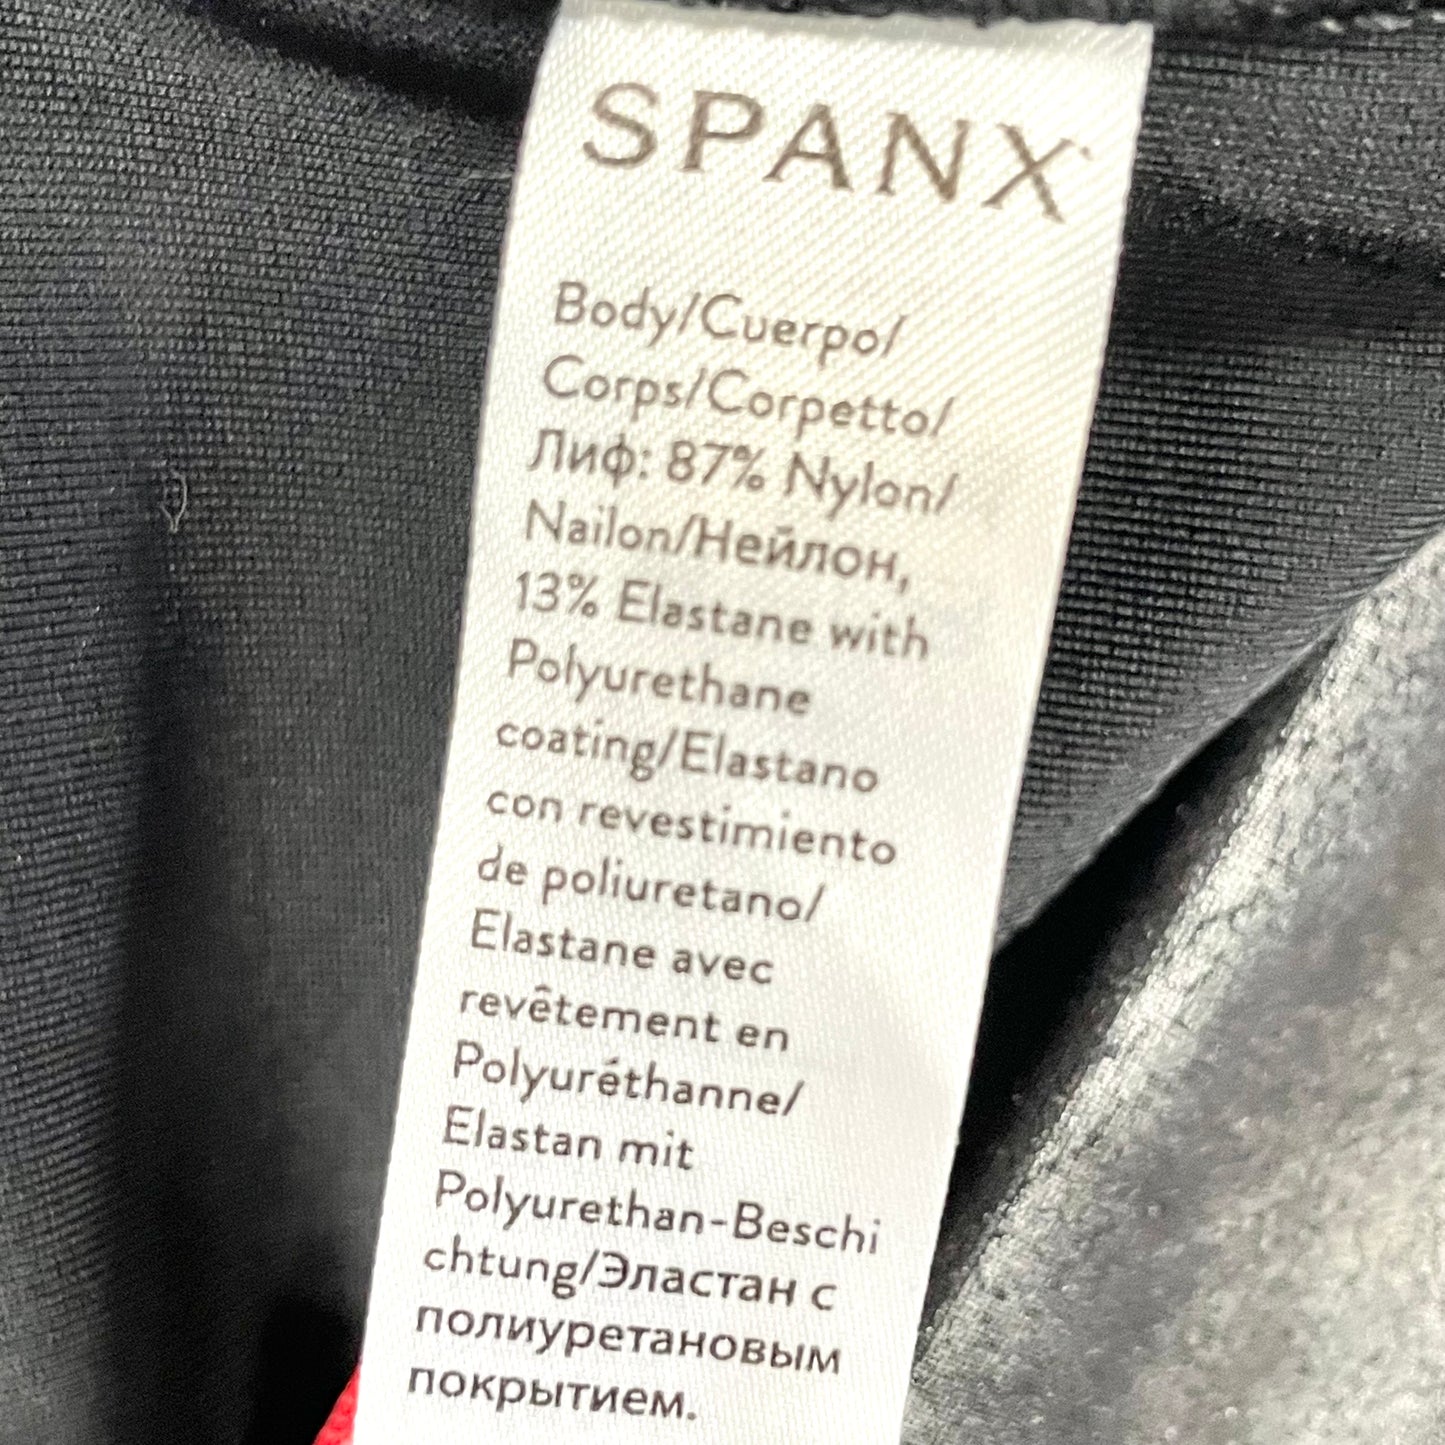 SPANX
Body/Cuerpo/
Corps/Corpetto/
Лиф: 87% Nylon/
Nailon/Нейлон,
13% Elastane with
Polyurethane
coating/Elastano
con revestimiento
de poliuretano/
Elastane avec
revêtement en
Polyuréthanne/
Elastan mit
Polyurethan-Beschi
chtung/Эластан с
полиуретановым
покрытием.